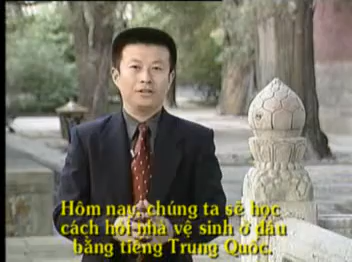 Hôm nay, chúng ta sẽ học
cách hỏi nhà vệ sinh ở đâu
bằng tiếng Trung Quốc.